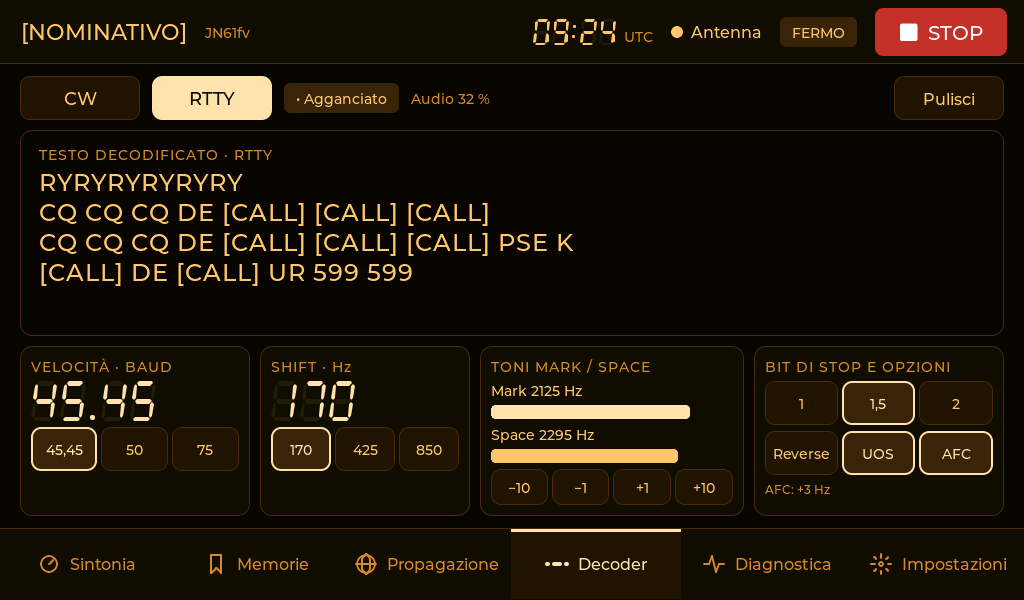 [NOMINATIVO] JN61fv 09:24 UTC Antenna FERMO STOP
CW RTTY • Agganciato Audio 32 % Pulisci
TESTO DECODIFICATO · RTTY
RYRYRYRYRYRY
CQ CQ CQ DE [CALL] [CALL] [CALL]
CQ CQ CQ DE [CALL] [CALL] [CALL] PSE K
[CALL] DE [CALL] UR 599 599
VELOCITÀ · BAUD
45.45
45,45 50 75
SHIFT · Hz
170
170 425 850
TONI MARK / SPACE
Mark 2125 Hz
Space 2295 Hz
−10 −1 +1 +10
BIT DI STOP E OPZIONI
1 1,5 2
Reverse UOS AFC
AFC: +3 Hz
Sintonia Memorie Propagazione Decoder Diagnostica Impostazioni